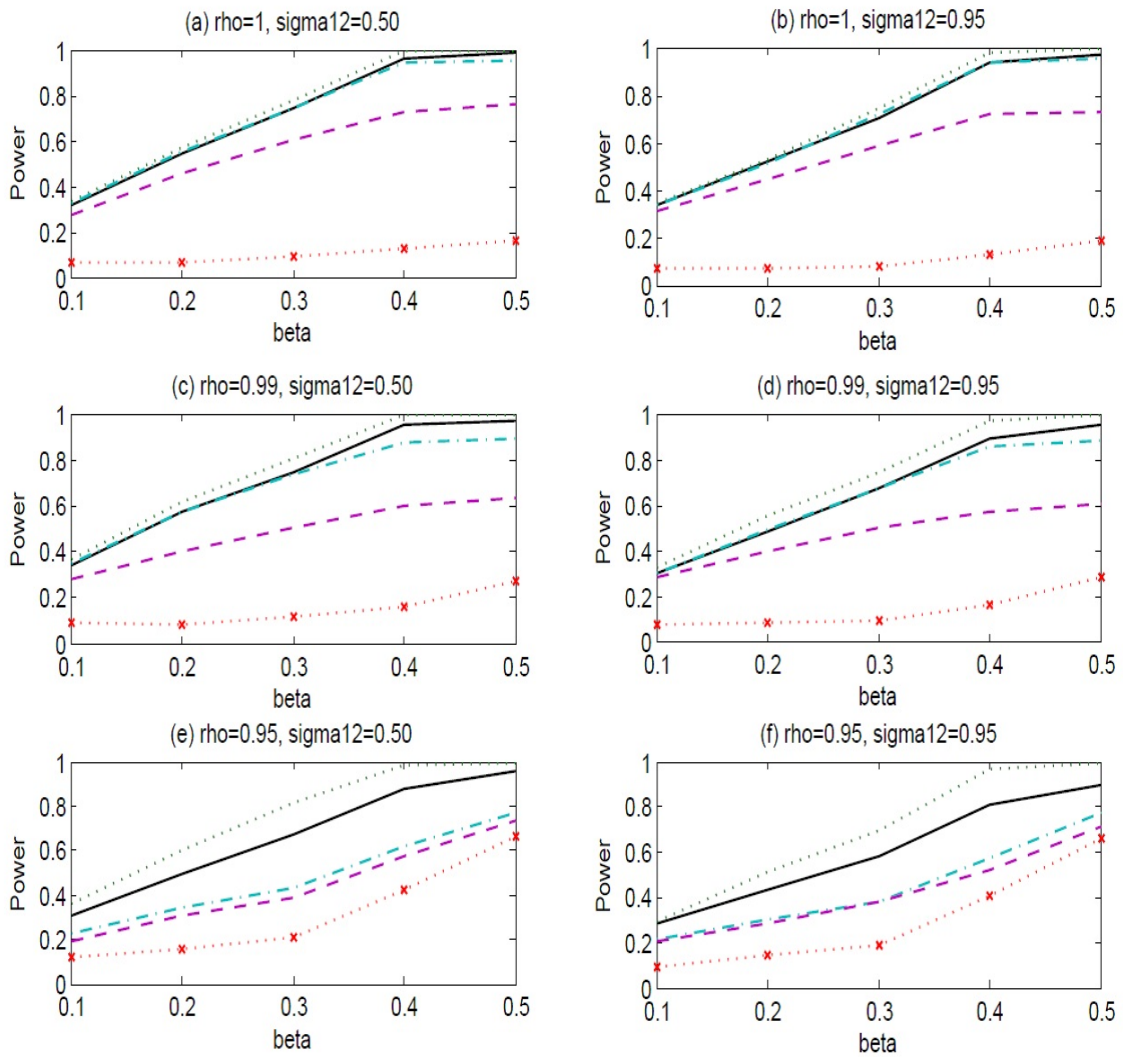 (a) rho=1, sigma12=0.50
1
0.8
0.6
0.4
0.2
0
Power
0.1 0.2 0.3 0.4 0.5
beta
(b) rho=1, sigma12=0.95
1
0.8
0.6
0.4
0.2
0
Power
0.1 0.2 0.3 0.4 0.5
beta
(c) rho=0.99, sigma12=0.50
1
0.8
0.6
0.4
0.2
0
Power
0.1 0.2 0.3 0.4 0.5
beta
(d) rho=0.99, sigma12=0.95
1
0.8
0.6
0.4
0.2
0
Power
0.1 0.2 0.3 0.4 0.5
beta
(e) rho=0.95, sigma12=0.50
1
0.8
0.6
0.4
0.2
0
Power
0.1 0.2 0.3 0.4 0.5
beta
(f) rho=0.95, sigma12=0.95
1
0.8
0.6
0.4
0.2
0
Power
0.1 0.2 0.3 0.4 0.5
beta